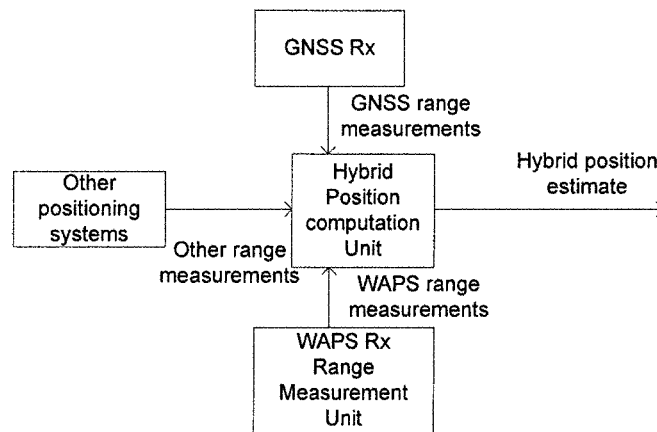 GNSS Rx
GNSS range
measurements
Hybrid position
estimate
Other
positioning
systems
Hybrid
Position
computation
Unit
Other range
measurements
WAPS range
measurements
WAPS Rx
Range
Measurement
Unit